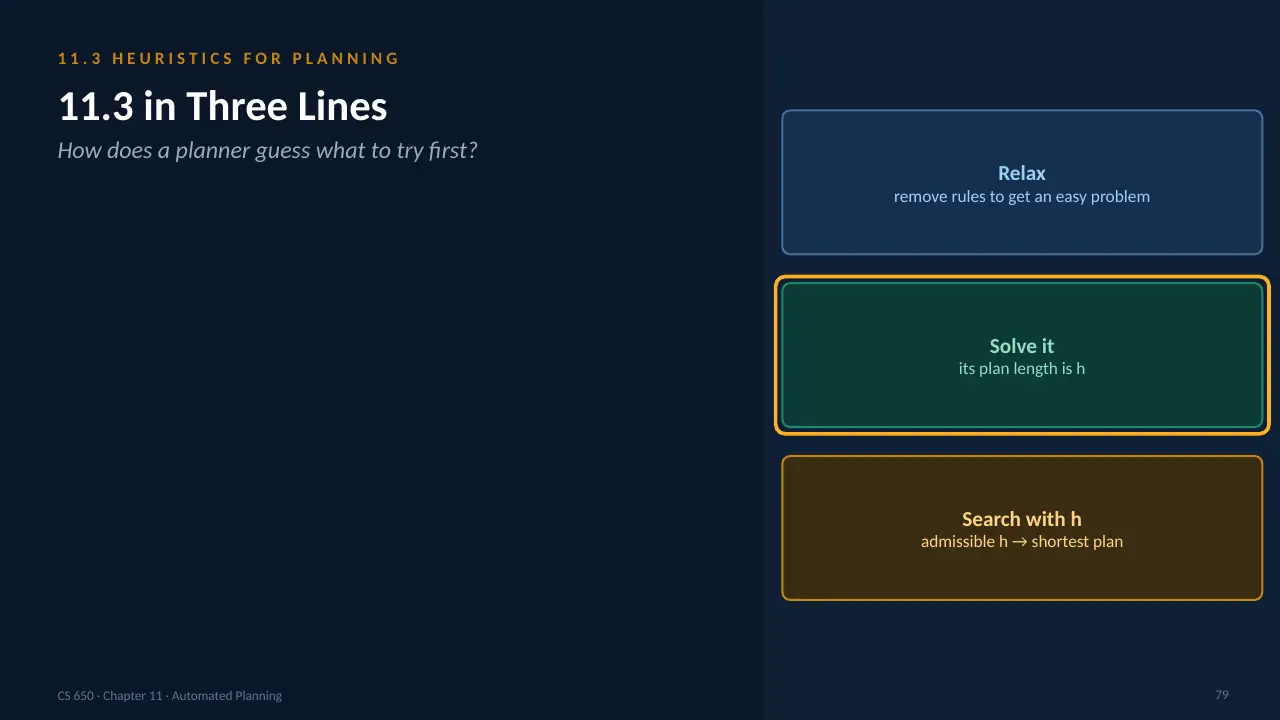 11.3 HEURISTICS FOR PLANNING
11.3 in Three Lines
How does a planner guess what to try first?
Relax
remove rules to get an easy problem
Solve it
its plan length is h
Search with h
admissible h → shortest plan
CS 650 · Chapter 11 · Automated Planning
79